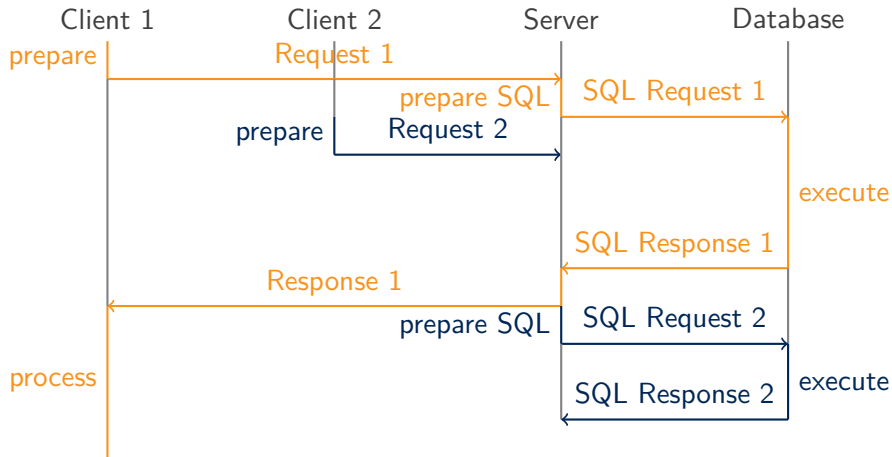 Client 1 Client 2 Server Database
prepare Request 1
prepare SQL SQL Request 1
prepare Request 2
execute
SQL Response 1
Response 1
prepare SQL SQL Request 2
process execute
SQL Response 2